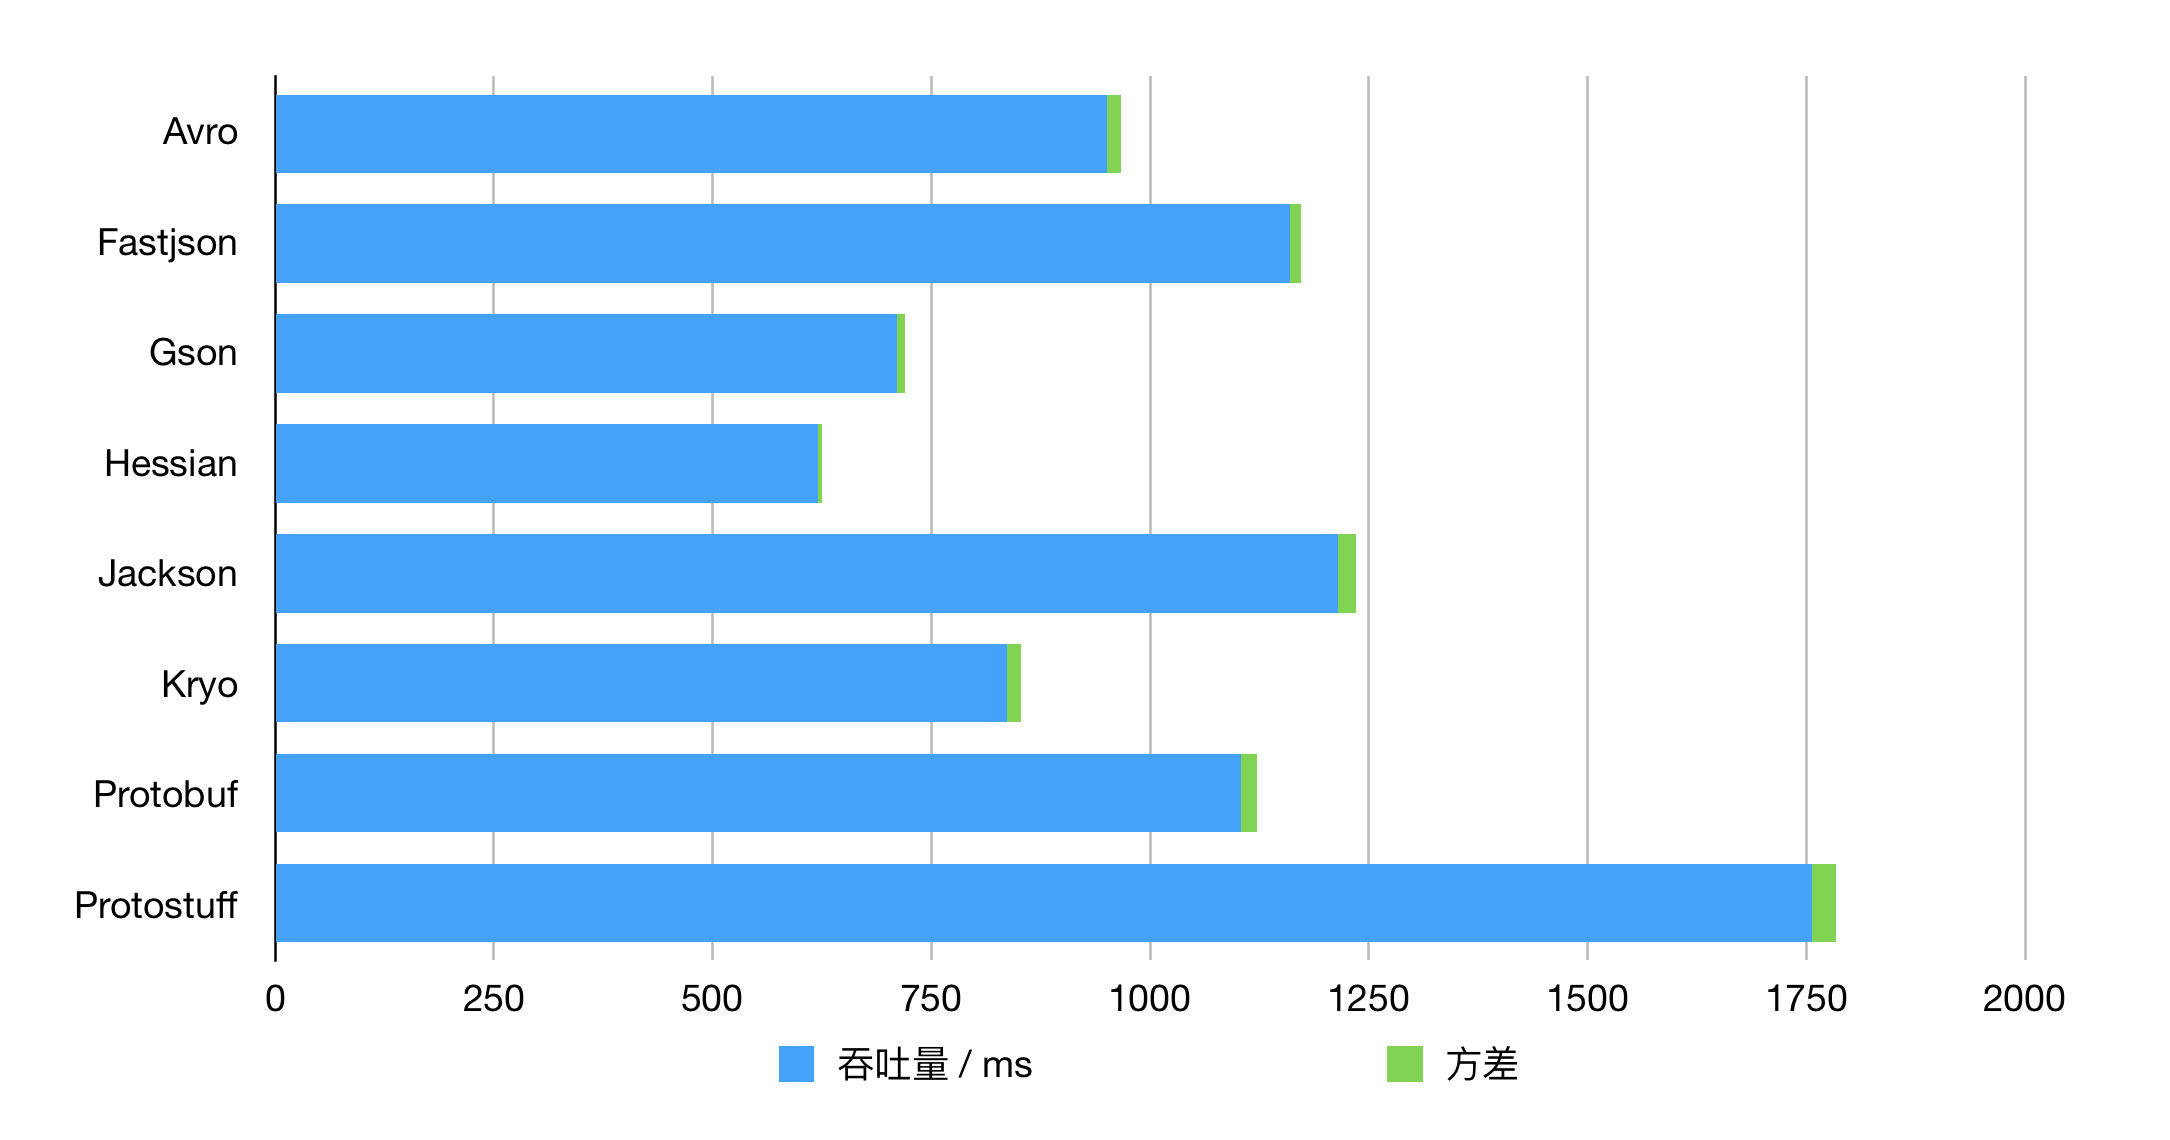 Avro
Fastjson
Gson
Hessian
Jackson
Kryo
Protobuf
Protostuff
0 250 500 750 1000 1250 1500 1750 2000
吞吐量 / ms 方差